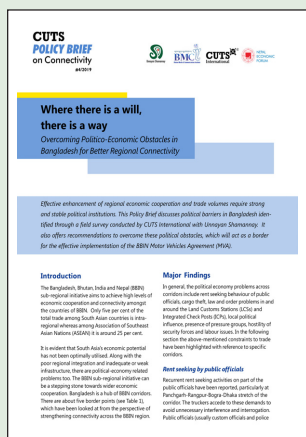 CUTS
POLICY BRIEF
on Connectivity
#4/2019
BMC
CUTS
International
NEPAL
ECONOMIC
FORUM
Where there is a will,
there is a way
Overcoming Politico-Economic Obstacles in
Bangladesh for Better Regional Connectivity
Effective enhancement of regional economic cooperation and trade volumes require strong
and stable political institutions. This Policy Brief discusses political barriers in Bangladesh iden-
tified through a field survey conducted by CUTS International with Unnayan Shamannay. It
also offers recommendations to overcome these political obstacles, which will act as a border
for the effective implementation of the BBIN Motor Vehicles Agreement (MVA).
Introduction
The Bangladesh, Bhutan, India and Nepal (BBIN)
sub-regional initiative aims to achieve high levels of
economic cooperation and connectivity amongst
the countries of BBIN. Only five per cent of the
total trade among South Asian countries is intra-
regional whereas among Association of Southeast
Asian Nations (ASEAN) it is around 25 per cent.
It is evident that South Asia's economic potential
has not been optimally utilised. Along with the
poor regional integration and inadequate or weak
infrastructure, there are political-economy related
problems too. The BBIN sub-regional initiative can
be a stepping stone towards wider economic
cooperation. Bangladesh is a hub of BBIN corridors.
There are about five border points (see Table 1),
which have been looked at from the perspective of
strengthening connectivity across the BBIN region.
Major Findings
In general, the political economy problems across
corridors include rent seeking behaviour of public
officials, cargo theft, law and order problems in and
around the Land Customs Stations (LCSs) and
Integrated Check Posts (ICPs), local political
influence, presence of pressure groups, hostility of
security forces and labour issues. In the following
section the above-mentioned constraints to trade
have been highlighted with reference to specific
corridors.
Rent seeking by public officials
Recurrent rent seeking activities on part of the
public officials have been reported, particularly at
Panchgarh-Rangpur-Bogra-Dhaka stretch of the
corridor. The truckers accede to these demands to
avoid unnecessary interference and interrogation.
Public officials (usually custom officials and police